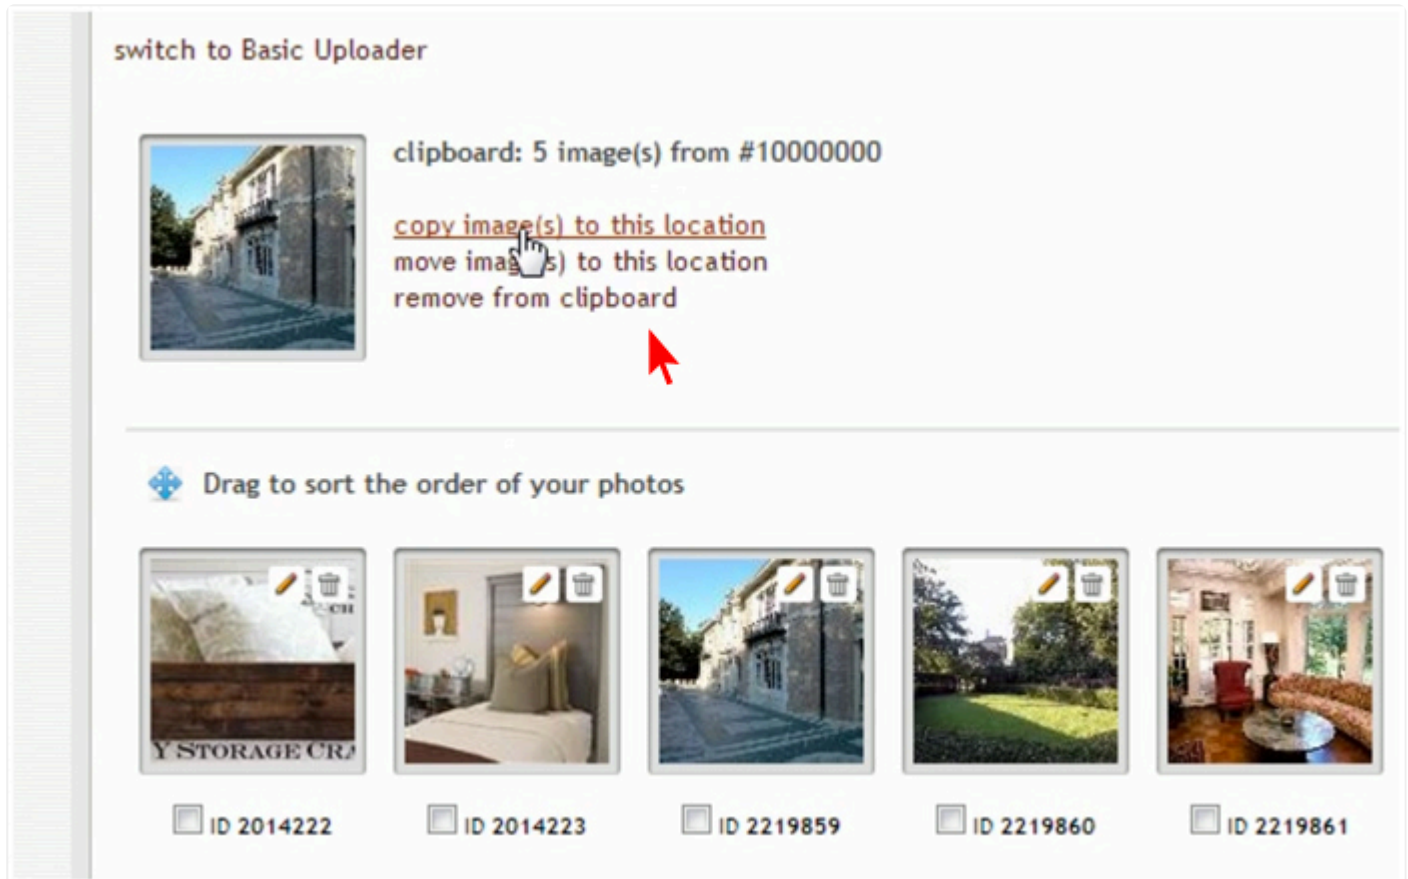 switch to Basic Uploader
clipboard: 5 image(s) from #10000000
copy image(s) to this location
move image(s) to this location
remove from clipboard
Drag to sort the order of your photos
Y STORAGE CRA
ID 2014222
ID 2014223
ID 2219859
ID 2219860
ID 2219861